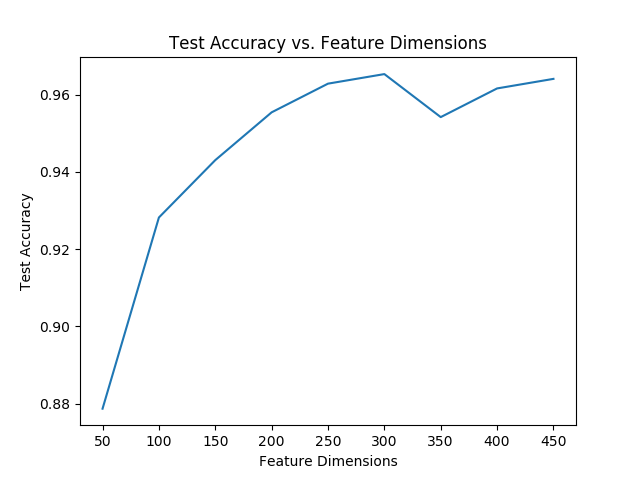 Test Accuracy vs. Feature Dimensions
0.96
0.94
0.92
0.90
0.88
Test Accuracy
50 100 150 200 250 300 350 400 450
Feature Dimensions